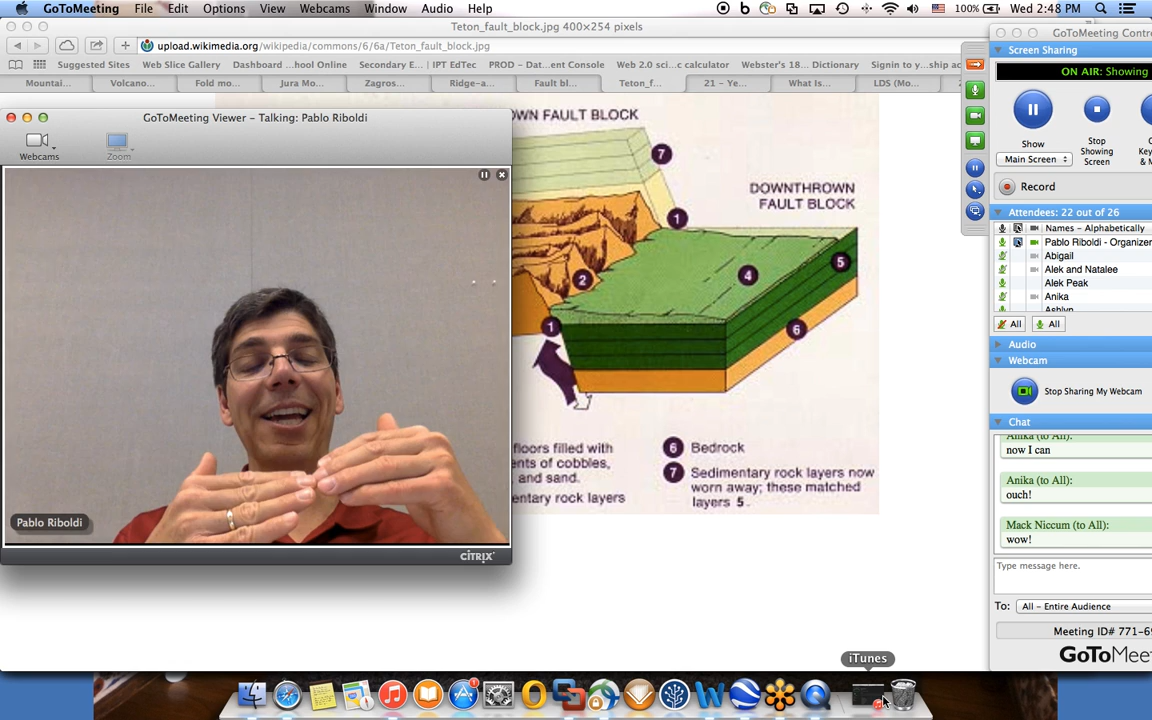 GoToMeeting File Edit Options View Webcams Window Audio Help 100% Wed 2:48 PM
Teton_fault_block.jpg 400×254 pixels
upload.wikimedia.org/wikipedia/commons/6/6a/Teton_fault_block.jpg
Suggested Sites Web Slice Gallery Dashboard ...hool Online Secondary E... | IPT EdTec PROD - Dat...ent Console Web 2.0 sci...c calculator Webster's 18... Dictionary Signin to y...ship ac
Mountai... Volcano... Fold mo... Jura Mo... Zagros... Ridge-a... Fault bl... Teton_f... 21 - Ye... What Is... LDS (Mo...
GoToMeeting Viewer - Talking: Pablo Riboldi
Webcams Zoom
Pablo Riboldi
CITRIX
OWN FAULT BLOCK
7
1
DOWNTHROWN
FAULT BLOCK
5
4
2
1
6
floors filled with
ents of cobbles,
and sand.
entary rock layers
6 Bedrock
7 Sedimentary rock layers now
worn away; these matched
layers 5.
GoToMeeting Contro
Screen Sharing
ON AIR: Showing
Show
Main Screen
Stop
Showing
Screen
Key
& M
Record
Attendees: 22 out of 26
Names - Alphabetically
Pablo Riboldi - Organizer
Abigail
Alek and Natalee
Alek Peak
Anika
Ashlyn
All All
Audio
Webcam
Stop Sharing My Webcam
Chat
Anika (to All):
now I can
Anika (to All):
ouch!
Mack Niccum (to All):
wow!
Type message here.
To: All - Entire Audience
Meeting ID# 771-6
GoToMee
iTunes